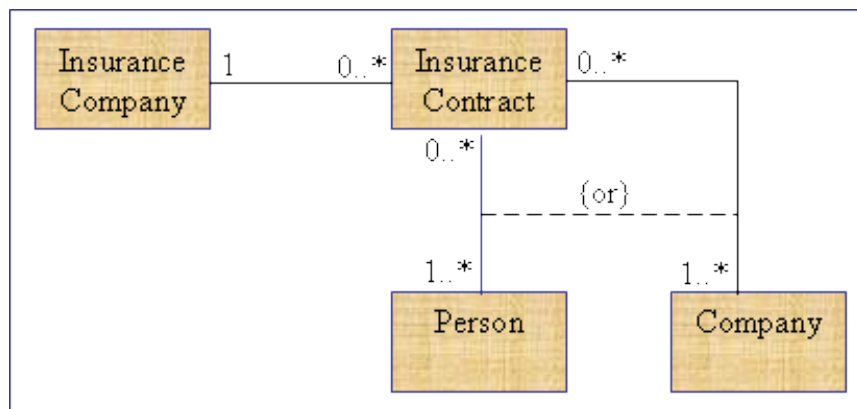 Insurance
Company
1
0..*
Insurance
Contract
0..*
0..*
{or}
1..*
1..*
Person
Company